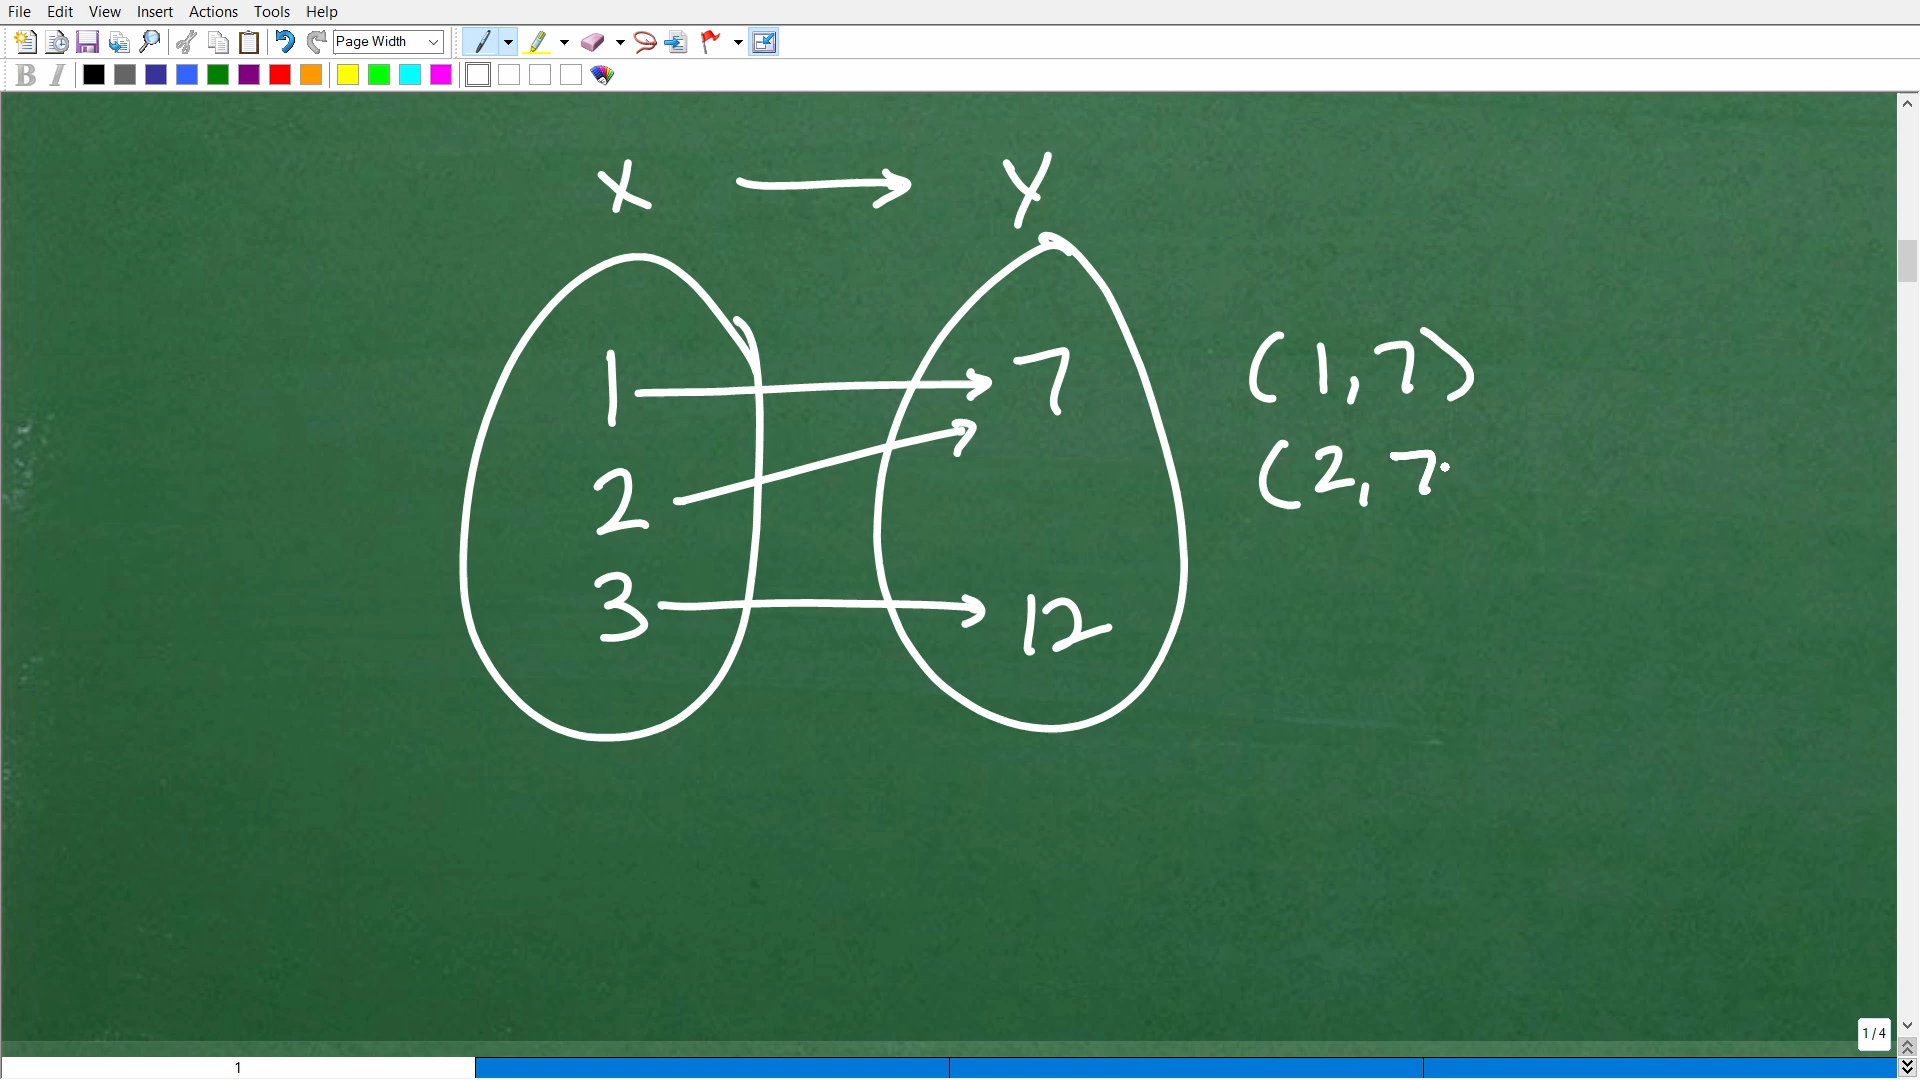 File Edit View Insert Actions Tools Help
Page Width
B I
x → y
1 → 7 (1,7)
2 → (2,7
3 → 12
1/4
1